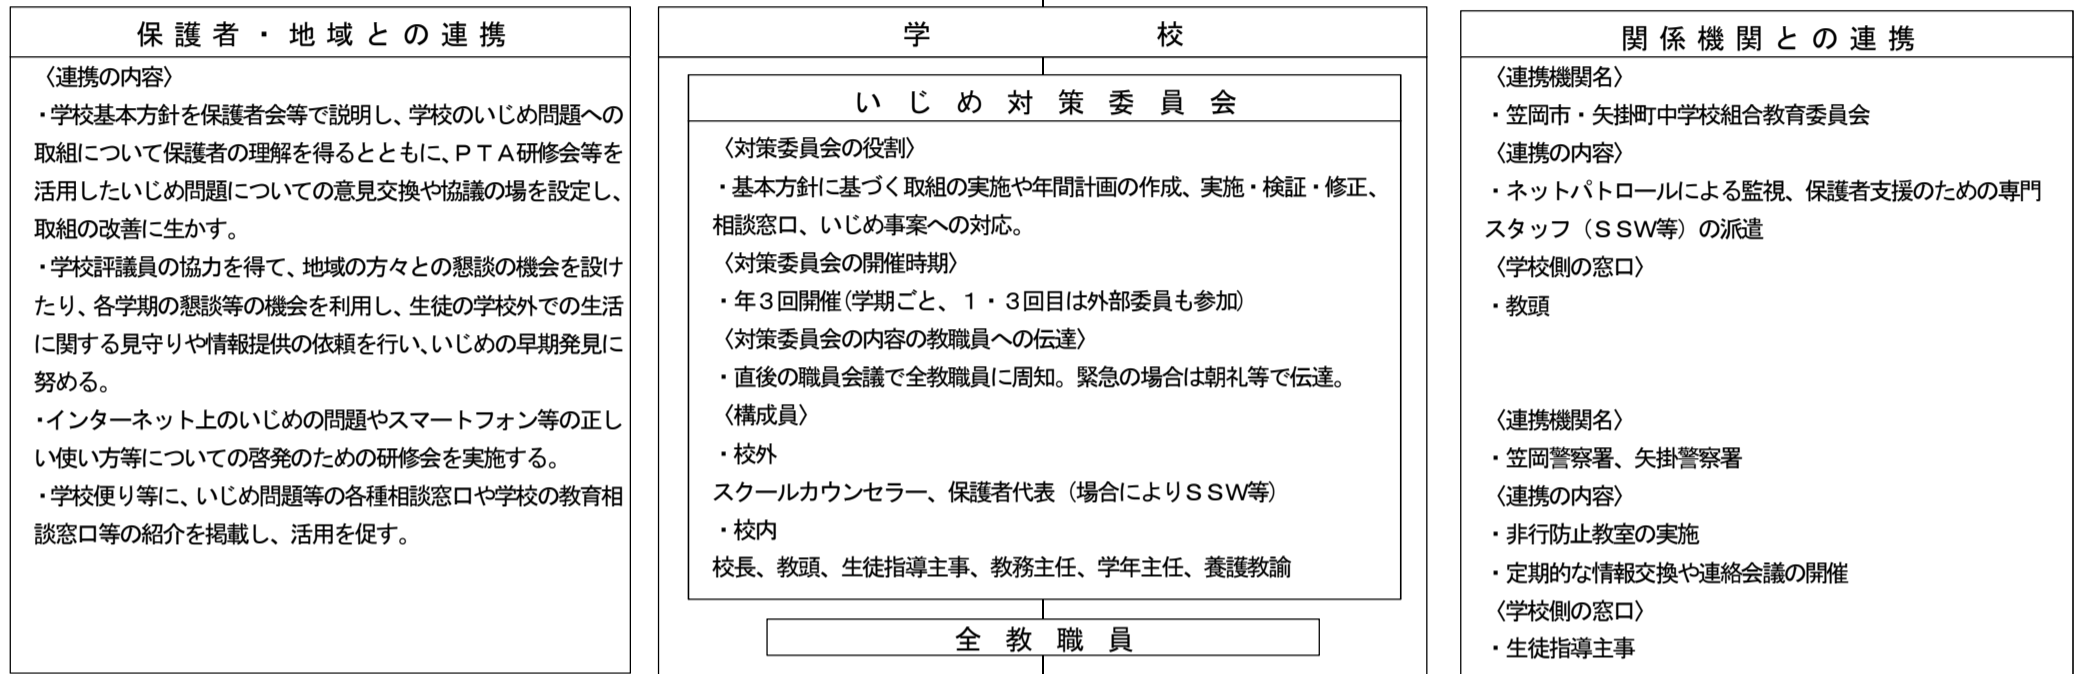 保護者・地域との連携
〈連携の内容〉
・学校基本方針を保護者会等で説明し、学校のいじめ問題への
取組について保護者の理解を得るとともに、ＰＴＡ研修会等を
活用したいじめ問題についての意見交換や協議の場を設定し、
取組の改善に生かす。
・学校評議員の協力を得て、地域の方々との懇談の機会を設け
たり、各学期の懇談等の機会を利用し、生徒の学校外での生活
に関する見守りや情報提供の依頼を行い、いじめの早期発見に
努める。
・インターネット上のいじめの問題やスマートフォン等の正し
い使い方等についての啓発のための研修会を実施する。
・学校便り等に、いじめ問題等の各種相談窓口や学校の教育相
談窓口等の紹介を掲載し、活用を促す。
学校
いじめ対策委員会
〈対策委員会の役割〉
・基本方針に基づく取組の実施や年間計画の作成、実施・検証・修正、
相談窓口、いじめ事案への対応。
〈対策委員会の開催時期〉
・年３回開催(学期ごと、１・３回目は外部委員も参加)
〈対策委員会の内容の教職員への伝達〉
・直後の職員会議で全教職員に周知。緊急の場合は朝礼等で伝達。
〈構成員〉
・校外
スクールカウンセラー、保護者代表（場合によりＳＳＷ等）
・校内
校長、教頭、生徒指導主事、教務主任、学年主任、養護教諭
全教職員
関係機関との連携
〈連携機関名〉
・笠岡市・矢掛町中学校組合教育委員会
〈連携の内容〉
・ネットパトロールによる監視、保護者支援のための専門
スタッフ（ＳＳＷ等）の派遣
〈学校側の窓口〉
・教頭
〈連携機関名〉
・笠岡警察署、矢掛警察署
〈連携の内容〉
・非行防止教室の実施
・定期的な情報交換や連絡会議の開催
〈学校側の窓口〉
・生徒指導主事